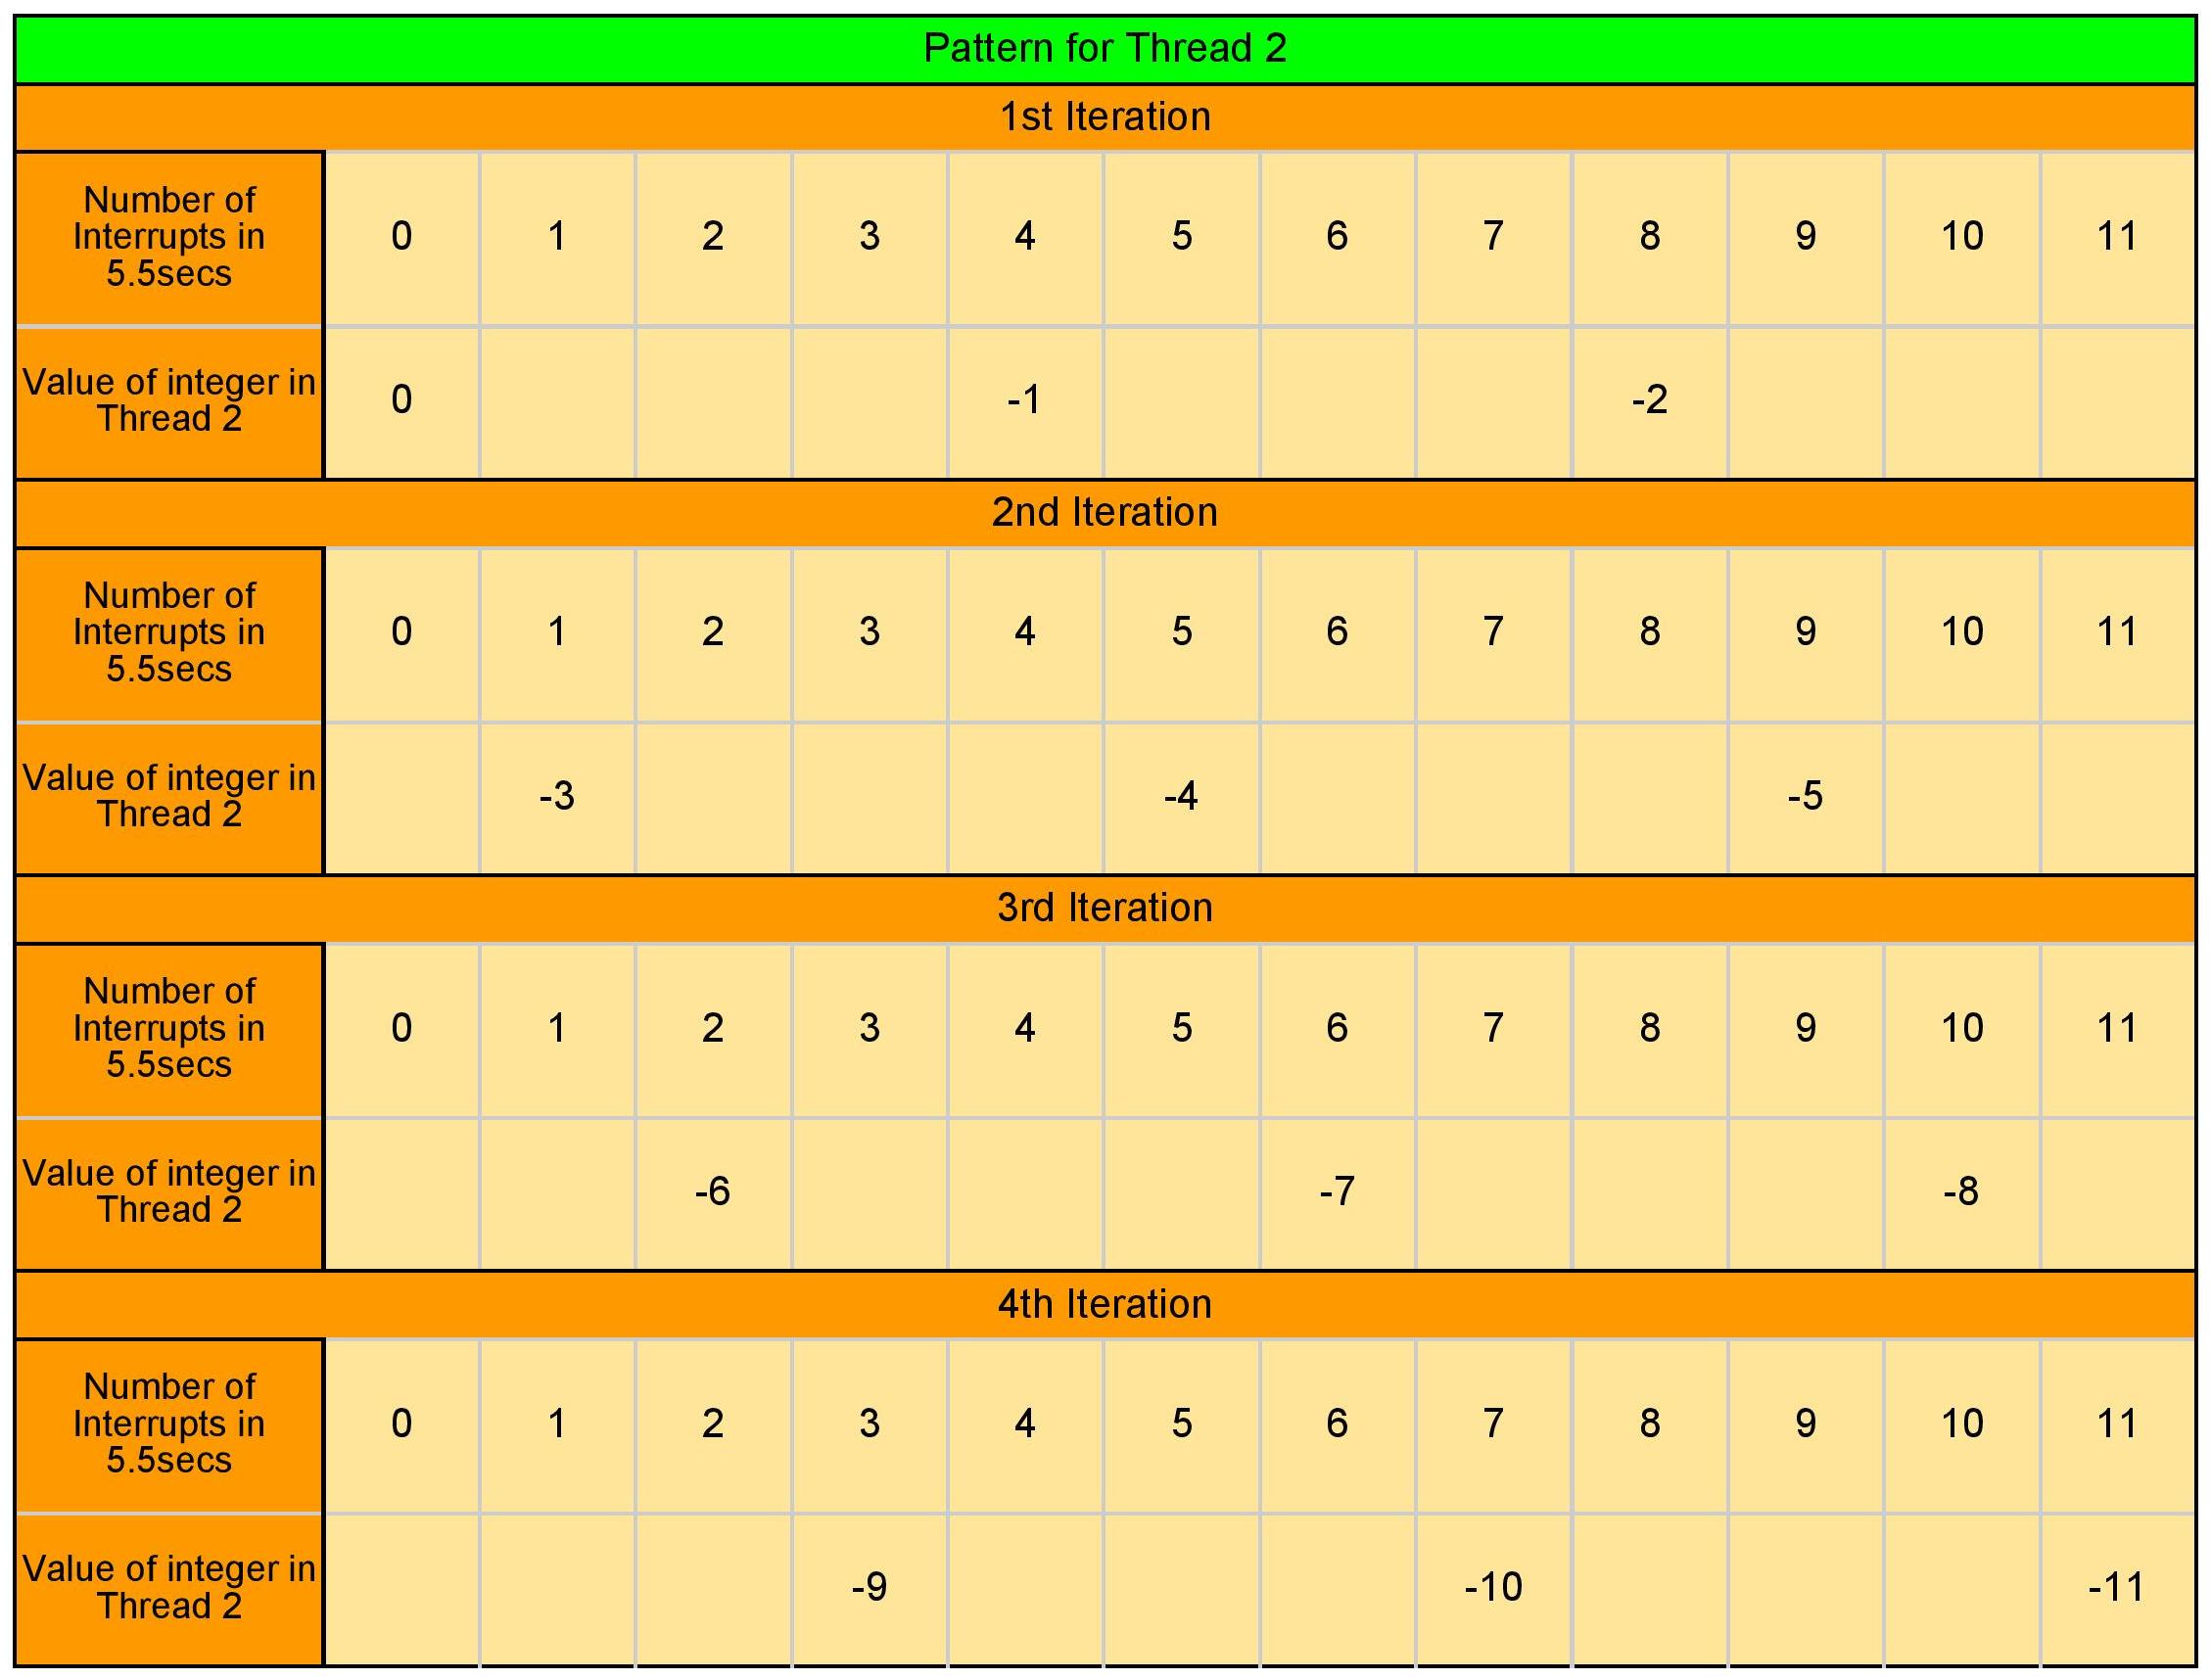 Pattern for Thread 2
1st Iteration
Number of
Interrupts in
5.5secs
0 1 2 3 4 5 6 7 8 9 10 11
Value of integer in
Thread 2
0 -1 -2
2nd Iteration
Number of
Interrupts in
5.5secs
0 1 2 3 4 5 6 7 8 9 10 11
Value of integer in
Thread 2
-3 -4 -5
3rd Iteration
Number of
Interrupts in
5.5secs
0 1 2 3 4 5 6 7 8 9 10 11
Value of integer in
Thread 2
-6 -7 -8
4th Iteration
Number of
Interrupts in
5.5secs
0 1 2 3 4 5 6 7 8 9 10 11
Value of integer in
Thread 2
-9 -10 -11